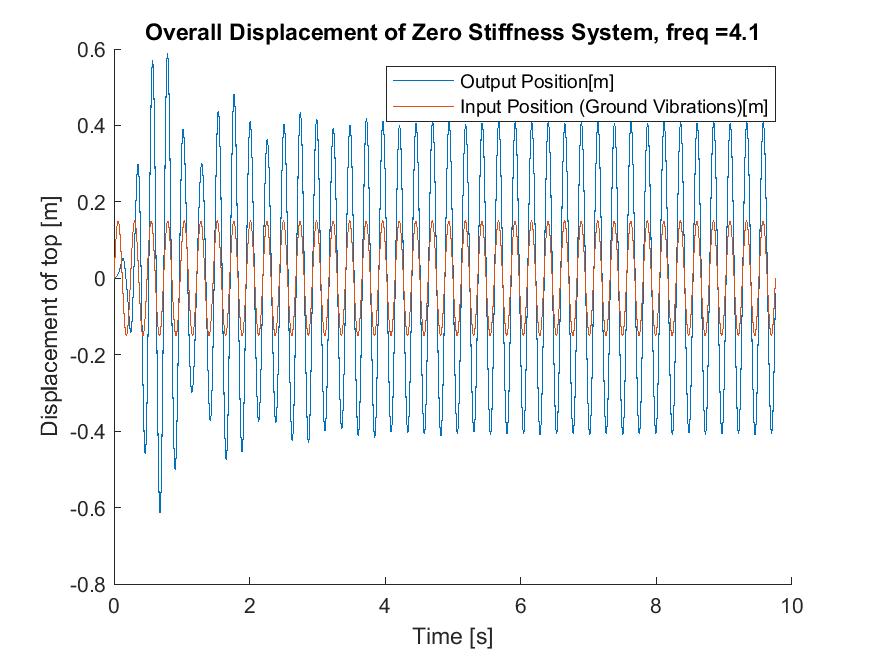 Overall Displacement of Zero Stiffness System, freq =4.1
Output Position[m]
Input Position (Ground Vibrations)[m]
Displacement of top [m]
0.6
0.4
0.2
0
-0.2
-0.4
-0.6
-0.8
0 2 4 6 8 10
Time [s]